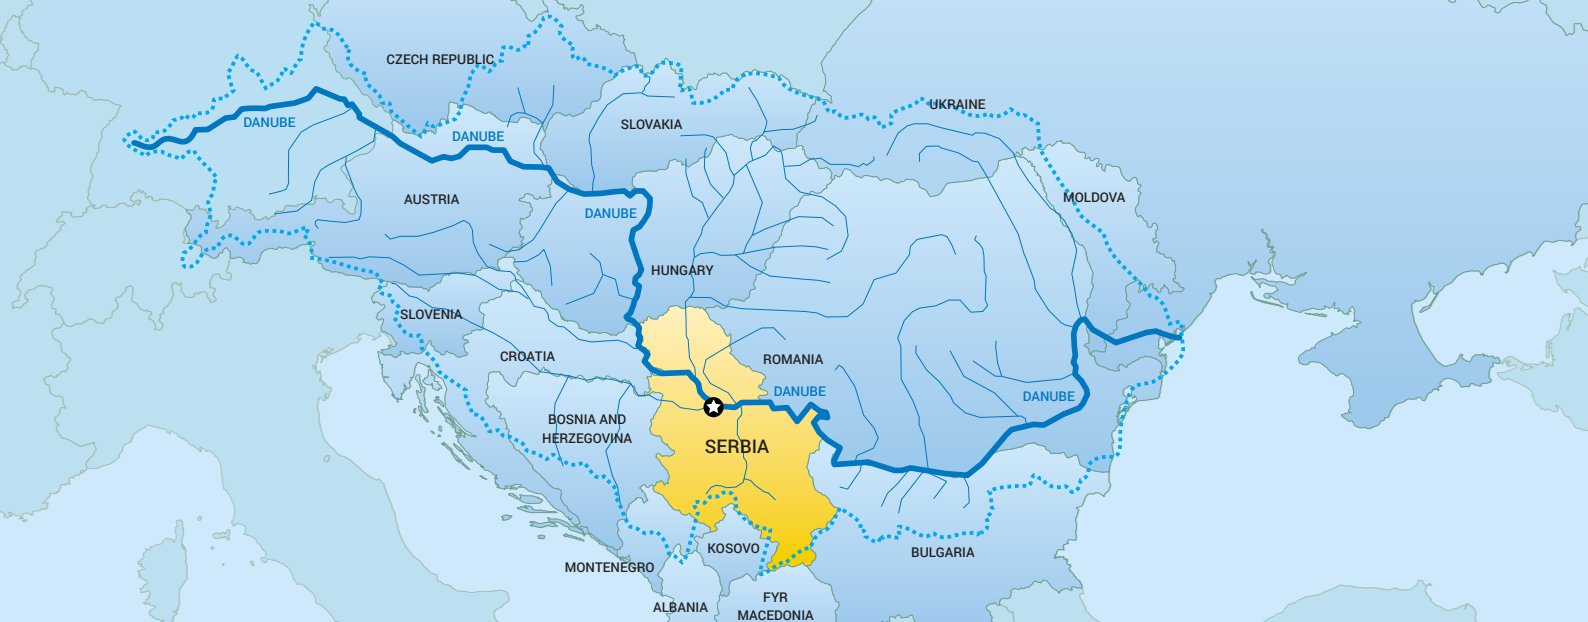 CZECH REPUBLIC
UKRAINE
DANUBE
SLOVAKIA
DANUBE
AUSTRIA
MOLDOVA
DANUBE
HUNGARY
SLOVENIA
CROATIA
ROMANIA
DANUBE
DANUBE
BOSNIA AND
HERZEGOVINA
SERBIA
KOSOVO
BULGARIA
MONTENEGRO
FYR
ALBANIA
MACEDONIA